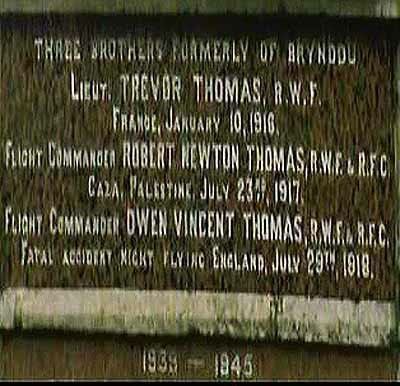 THREE BROTHERS FORMERLY OF BRYNDDU
LIEUT. TREVOR THOMAS, R.W.F.
FRANCE, JANUARY 10, 1916.
FLIGHT COMMANDER ROBERT NEWTON THOMAS, R.W.F. & R.F.C.
GAZA, PALESTINE, JULY 23RD, 1917.
FLIGHT COMMANDER OWEN VINCENT THOMAS, R.W.F. & R.F.C.
FATAL ACCIDENT NIGHT FLYING ENGLAND, JULY 29TH, 1918.
1939 — 1945